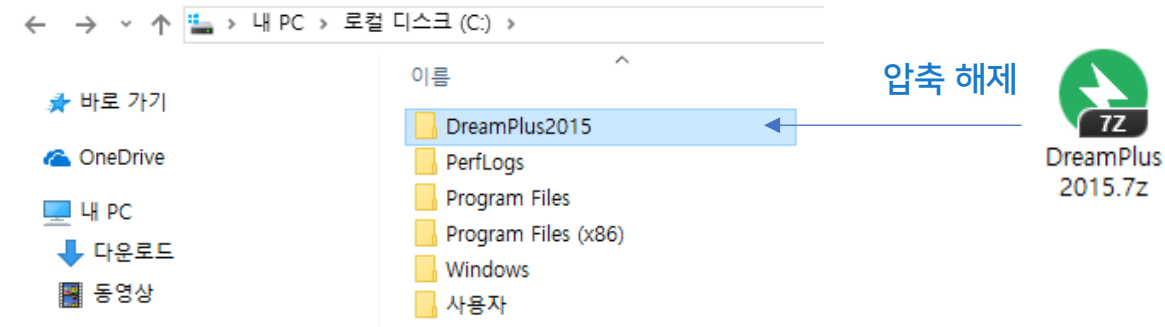 내 PC > 로컬 디스크 (C:) >
바로 가기
OneDrive
내 PC
다운로드
동영상
이름
DreamPlus2015
PerfLogs
Program Files
Program Files (x86)
Windows
사용자
압축 해제
7Z
DreamPlus
2015.7z